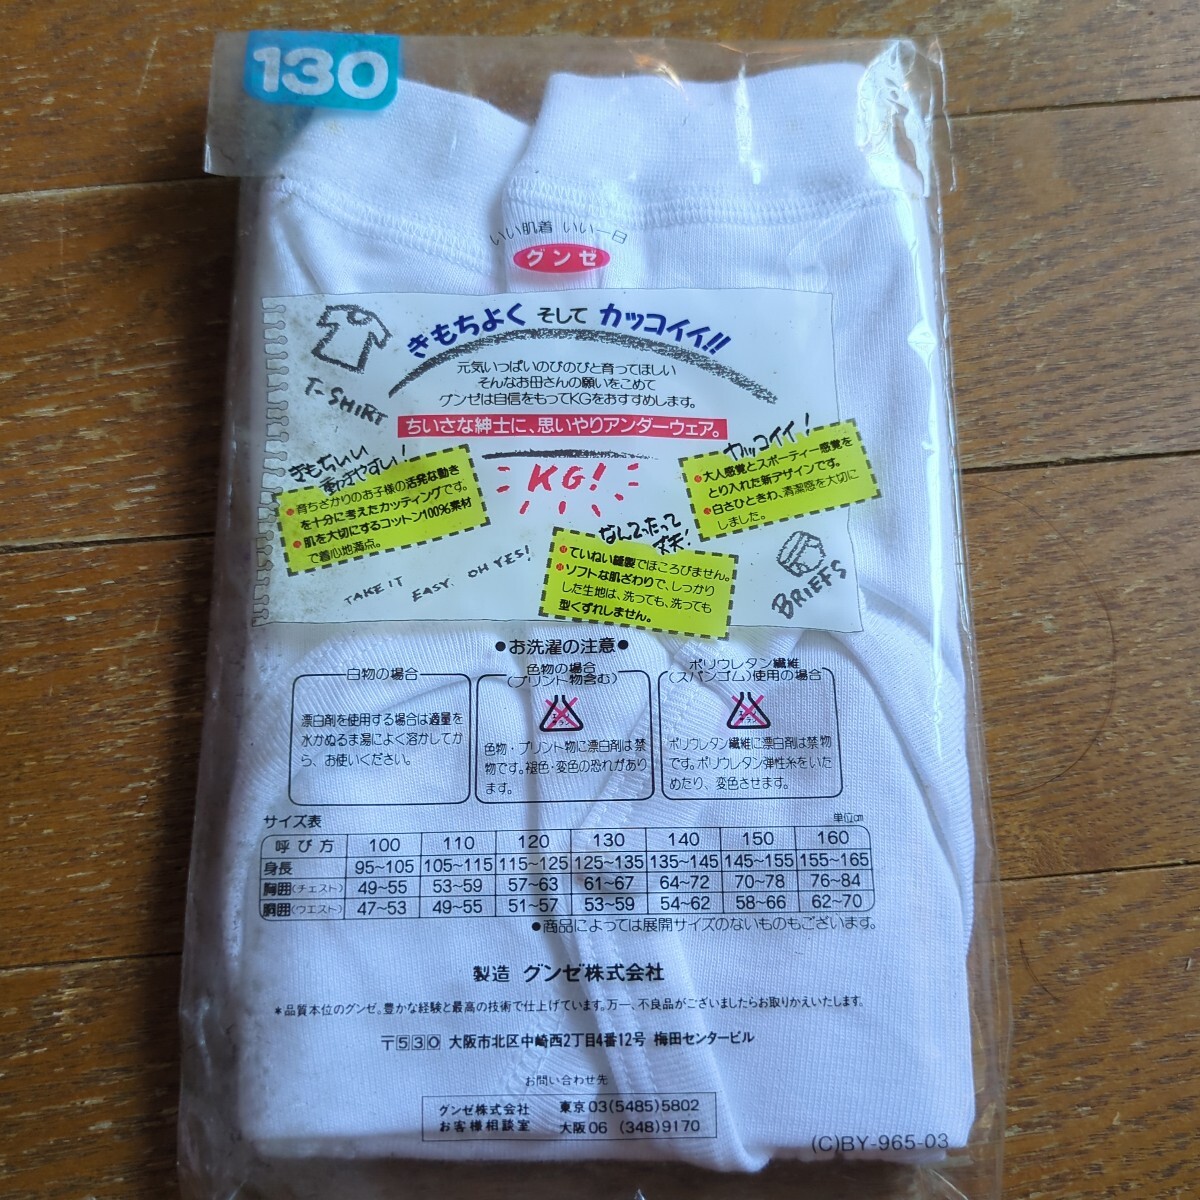 130
いい肌着 いい一日
グンゼ
きもちよく そして カッコイイ!!
T-SHIRT
元気いっぱいのびのびと育ってほしい
そんなお母さんの願いをこめて
グンゼは自信をもってKGをおすすめします。
ちいさな紳士に、思いやりアンダーウェア。
KG!
きもちいい
動きやすい!
●育ちざかりのお子様の活発な動き
を十分に考えたカッティングです。
●肌を大切にするコットン100%素材
で着心地満点。
カッコイイ!
●大人感覚とスポーティー感覚を
とり入れた新デザインです。
●白さひときわ、清潔感を大切に
しました。
なんてったって
丈夫!
●ていねい縫製でほころびません。
●ソフトな肌ざわりで、しっかり
した生地は、洗っても、洗っても
型くずれしません。
TAKE IT EASY. OH YES!
BRIEFS
●お洗濯の注意●
白物の場合
漂白剤を使用する場合は適量を
水かぬるま湯によく溶かしてか
ら、お使いください。
色物の場合
(プリント物含む)
色物・プリント物に漂白剤は禁
物です。褪色・変色の恐れがあり
ます。
ポリウレタン繊維
(スパンゴム)使用の場合
ポリウレタン繊維に漂白剤は禁物
です。ポリウレタン弾性糸をいた
めたり、変色させます。
サイズ表 単位cm
呼び方 100 110 120 130 140 150 160
身長 95~105 105~115 115~125 125~135 135~145 145~155 155~165
胸囲(チェスト) 49~55 53~59 57~63 61~67 64~72 70~78 76~84
胴囲(ウエスト) 47~53 49~55 51~57 53~59 54~62 58~66 62~70
●商品によっては展開サイズのないものもございます。
製造 グンゼ株式会社
*品質本位のグンゼ。豊かな経験と最高の技術で仕上げています。万一、不良品がございましたらお取りかえいたします。
〒530 大阪市北区中崎西2丁目4番12号 梅田センタービル
お問い合わせ先
グンゼ株式会社 東京 03(5485)5802
お客様相談室 大阪 06 (348)9170
(C)BY-965-03